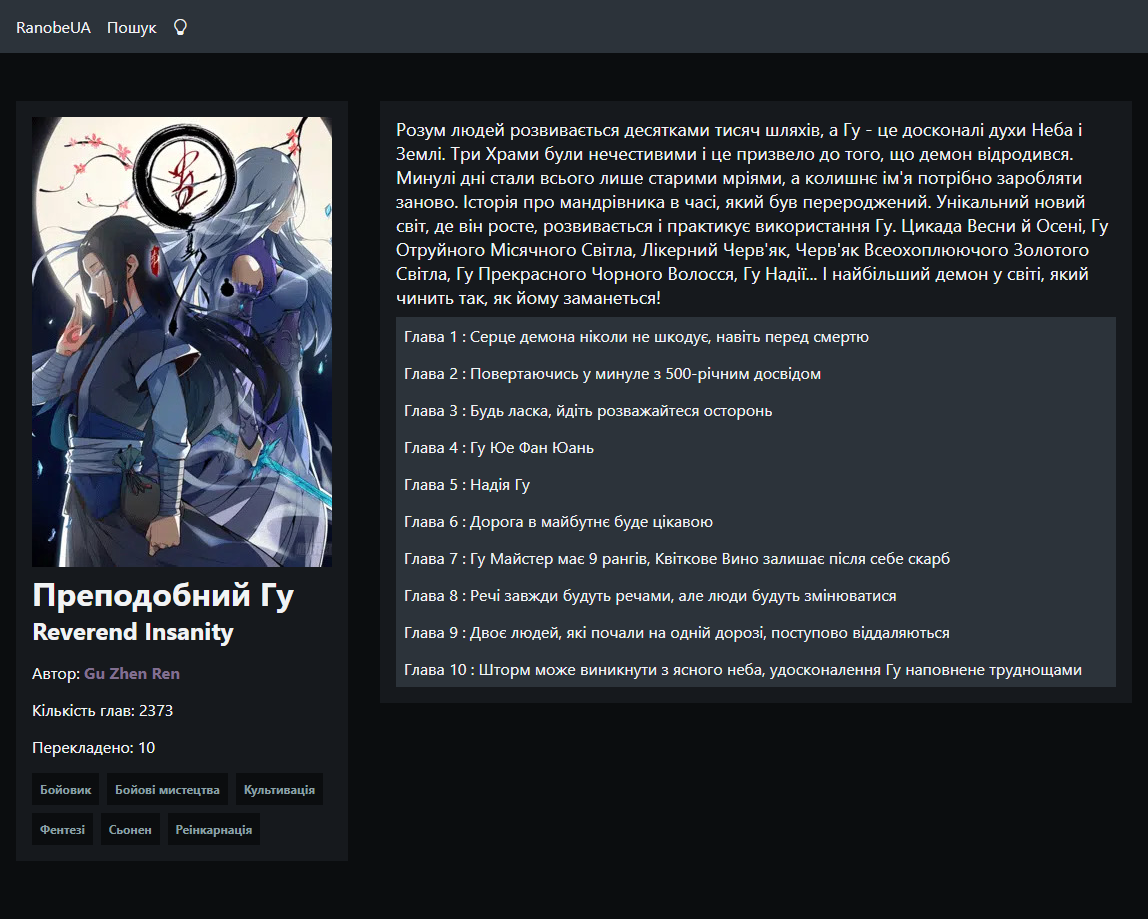 RanobeUA Пошук
Преподобний Гу
Reverend Insanity
Автор: Gu Zhen Ren
Кількість глав: 2373
Перекладено: 10
Бойовик Бойові мистецтва Культивація
Фентезі Сьонен Реінкарнація
Розум людей розвивається десятками тисяч шляхів, а Гу - це досконалі духи Неба і
Землі. Три Храми були нечестивими і це призвело до того, що демон відродився.
Минулі дні стали всього лише старими мріями, а колишнє ім'я потрібно заробляти
заново. Історія про мандрівника в часі, який був перероджений. Унікальний новий
світ, де він росте, розвивається і практикує використання Гу. Цикада Весни й Осені, Гу
Отруйного Місячного Світла, Лікерний Черв'як, Черв'як Всеохоплюючого Золотого
Світла, Гу Прекрасного Чорного Волосся, Гу Надії... І найбільший демон у світі, який
чинить так, як йому заманеться!
Глава 1 : Серце демона ніколи не шкодує, навіть перед смертю
Глава 2 : Повертаючись у минуле з 500-річним досвідом
Глава 3 : Будь ласка, йдіть розважайтеся осторонь
Глава 4 : Гу Юе Фан Юань
Глава 5 : Надія Гу
Глава 6 : Дорога в майбутнє буде цікавою
Глава 7 : Гу Майстер має 9 рангів, Квіткове Вино залишає після себе скарб
Глава 8 : Речі завжди будуть речами, але люди будуть змінюватися
Глава 9 : Двоє людей, які почали на одній дорозі, поступово віддаляються
Глава 10 : Шторм може виникнути з ясного неба, удосконалення Гу наповнене труднощами